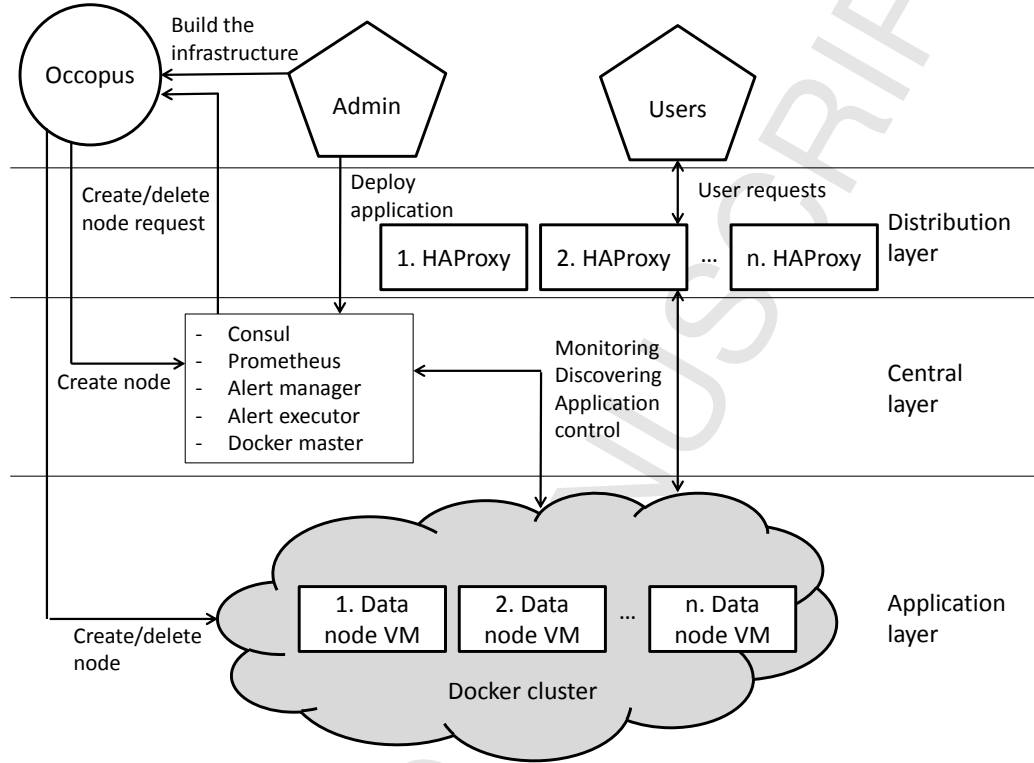 Build the
infrastructure
Occopus
Admin
Users
Create/delete
node request
Deploy
application
User requests
Distribution
layer
1. HAProxy
2. HAProxy
...
n. HAProxy
- Consul
- Prometheus
- Alert manager
- Alert executor
- Docker master
Create node
Monitoring
Discovering
Application
control
Central
layer
1. Data
node VM
2. Data
node VM
...
n. Data
node VM
Application
layer
Create/delete
node
Docker cluster